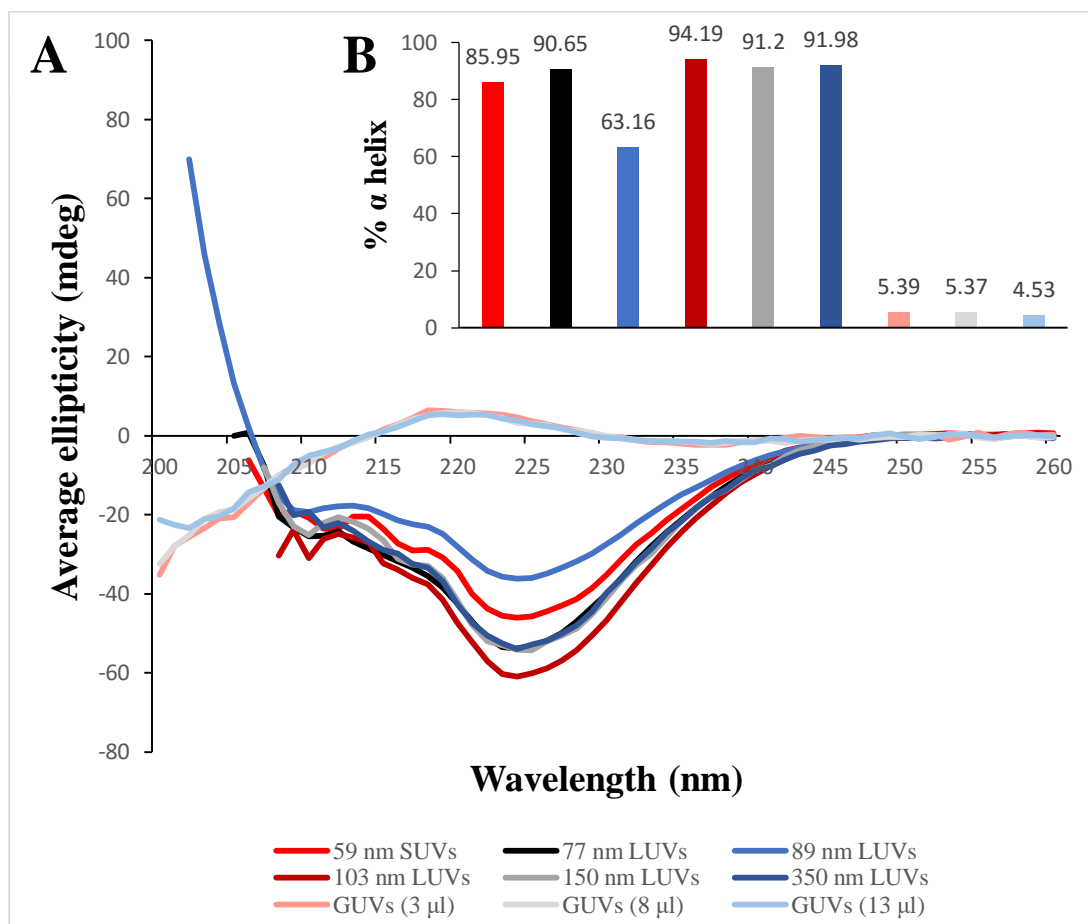 A
B
Average ellipticity (mdeg)
100
80
60
40
20
0
-20
-40
-60
-80
200 205 210 215 220 225 230 235 240 245 250 255 260
Wavelength (nm)
% α helix
100
80
60
40
20
0
85.95 90.65 63.16 94.19 91.2 91.98 5.39 5.37 4.53
59 nm SUVs 77 nm LUVs 89 nm LUVs
103 nm LUVs 150 nm LUVs 350 nm LUVs
GUVs (3 μl) GUVs (8 μl) GUVs (13 μl)